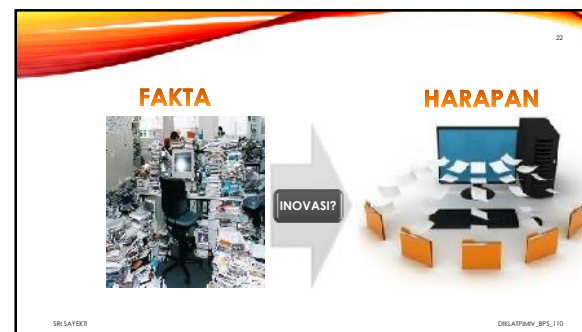 22
FAKTA
HARAPAN
INOVASI?
SRI SAYEKTI
DIKLATPIMIV_BPS_110